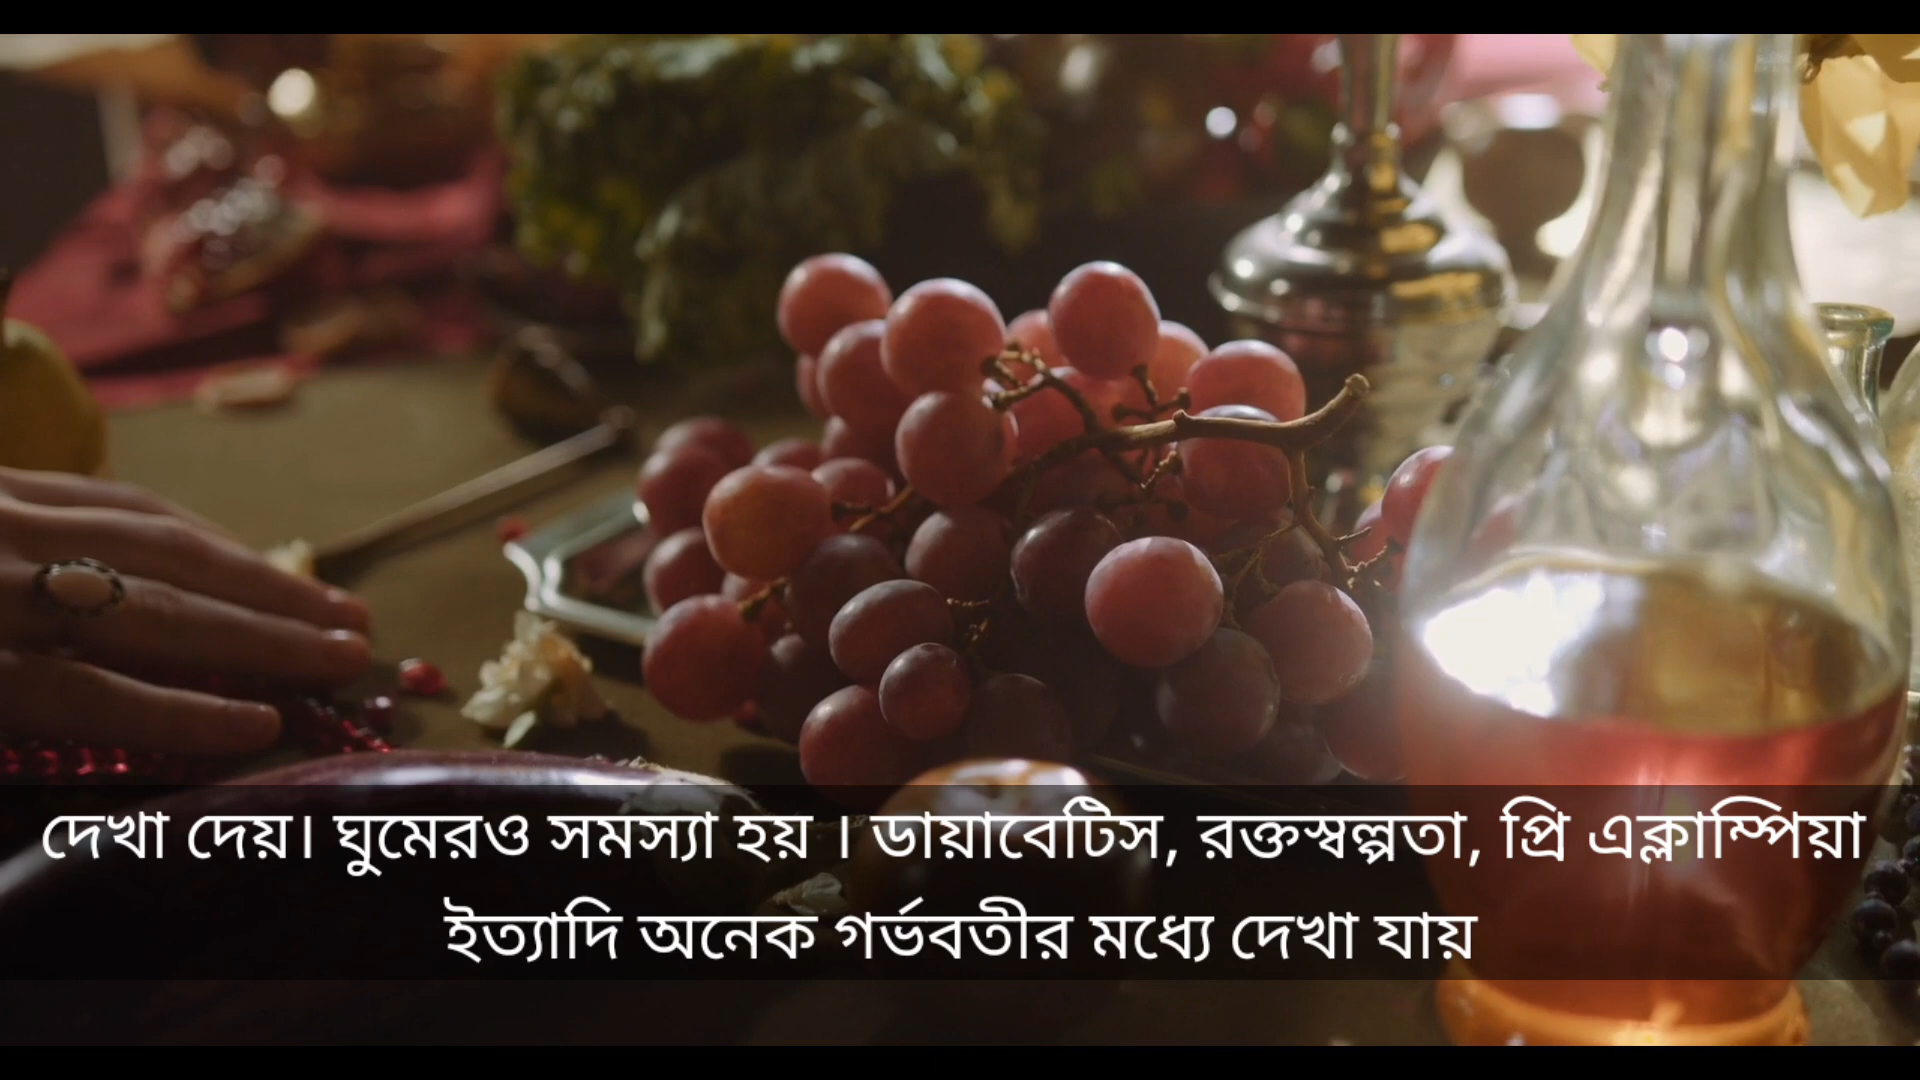 দেখা দেয়। ঘুমেরও সমস্যা হয় । ডায়াবেটিস, রক্তস্বল্পতা, প্রি এক্লাম্পিয়া
ইত্যাদি অনেক গর্ভবতীর মধ্যে দেখা যায়